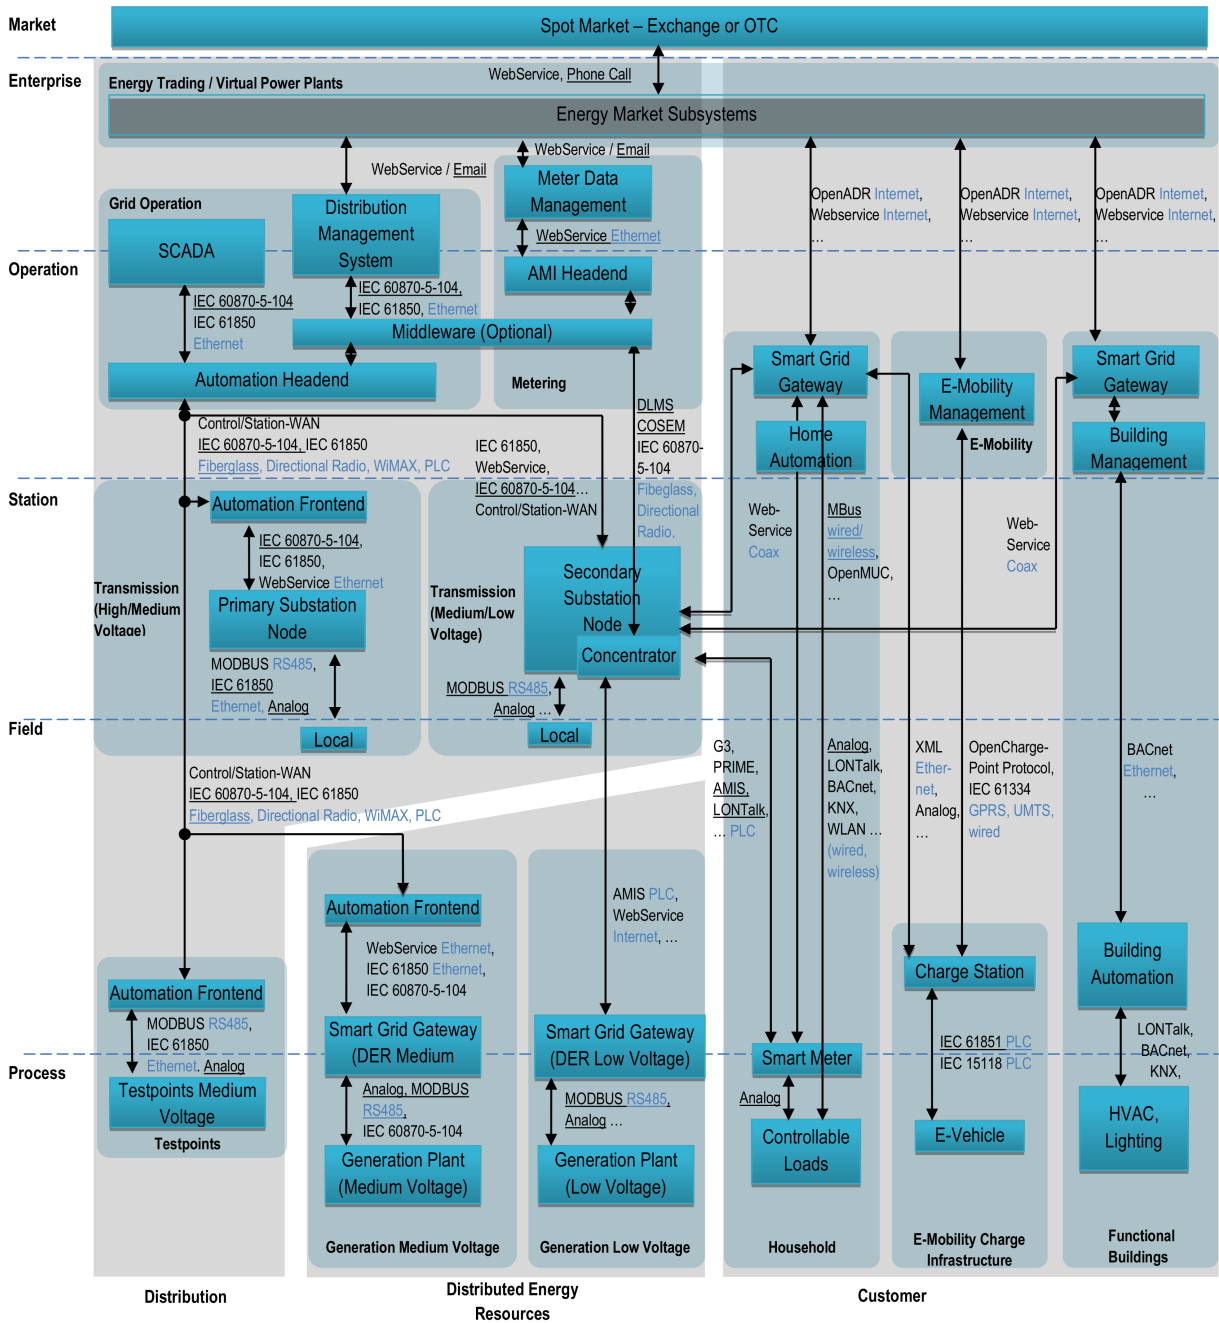 Market
Spot Market – Exchange or OTC
WebService, Phone Call
Enterprise
Energy Trading / Virtual Power Plants
Energy Market Subsystems
WebService / Email
WebService / Email
Meter Data
Management
WebService Ethernet
AMI Headend
Metering
Grid Operation
SCADA
Distribution
Management
System
Operation
IEC 60870-5-104
IEC 61850
Ethernet
IEC 60870-5-104,
IEC 61850, Ethernet
Middleware (Optional)
Automation Headend
OpenADR Internet,
Webservice Internet,
...
OpenADR Internet,
Webservice Internet,
...
OpenADR Internet,
Webservice Internet,
...
Smart Grid
Gateway
Home
Automation
E-Mobility
Management
E-Mobility
Smart Grid
Gateway
Building
Management
Control/Station-WAN
IEC 60870-5-104, IEC 61850
Fiberglass, Directional Radio, WiMAX, PLC
IEC 61850,
WebService,
IEC 60870-5-104...
Control/Station-WAN
DLMS
COSEM
IEC 60870-
5-104
Fibeglass,
Directional
Radio,
Station
Automation Frontend
IEC 60870-5-104,
IEC 61850,
WebService Ethernet
Transmission
(High/Medium
Voltage)
Primary Substation
Node
MODBUS RS485,
IEC 61850
Ethernet, Analog
Local
Transmission
(Medium/Low
Voltage)
Secondary
Substation
Node
Concentrator
MODBUS RS485,
Analog ...
Local
Web-
Service
Coax
MBus
wired/
wireless,
OpenMUC,
...
Web-
Service
Coax
Field
Control/Station-WAN
IEC 60870-5-104, IEC 61850
Fiberglass, Directional Radio, WiMAX, PLC
G3,
PRIME,
AMIS,
LONTalk,
... PLC
Analog,
LONTalk,
BACnet,
KNX,
WLAN ...
(wired,
wireless)
XML
Ether-
net,
Analog,
...
OpenCharge-
Point Protocol,
IEC 61334
GPRS, UMTS,
wired
BACnet
Ethernet,
...
Automation Frontend
WebService Ethernet,
IEC 61850 Ethernet,
IEC 60870-5-104
Smart Grid Gateway
(DER Medium
AMIS PLC,
WebService
Internet, ...
Smart Grid Gateway
(DER Low Voltage)
Automation Frontend
MODBUS RS485,
IEC 61850
Ethernet. Analog
Charge Station
Building
Automation
IEC 61851 PLC
IEC 15118 PLC
LONTalk,
BACnet,
KNX,
Process
Testpoints Medium
Voltage
Testpoints
Analog, MODBUS
RS485,
IEC 60870-5-104
Generation Plant
(Medium Voltage)
MODBUS RS485,
Analog ...
Generation Plant
(Low Voltage)
Smart Meter
Analog
Controllable
Loads
E-Vehicle
HVAC,
Lighting
Generation Medium Voltage
Generation Low Voltage
Household
E-Mobility Charge
Infrastructure
Functional
Buildings
Distribution
Distributed Energy
Resources
Customer